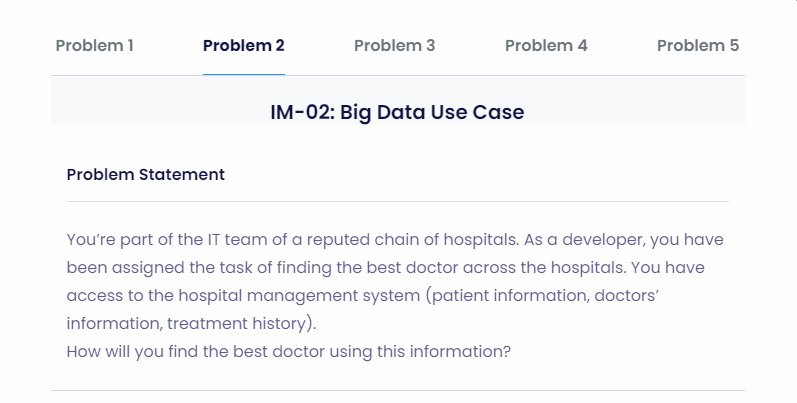 Problem 1 Problem 2 Problem 3 Problem 4 Problem 5
IM-02: Big Data Use Case
Problem Statement
You’re part of the IT team of a reputed chain of hospitals. As a developer, you have
been assigned the task of finding the best doctor across the hospitals. You have
access to the hospital management system (patient information, doctors’
information, treatment history).
How will you find the best doctor using this information?